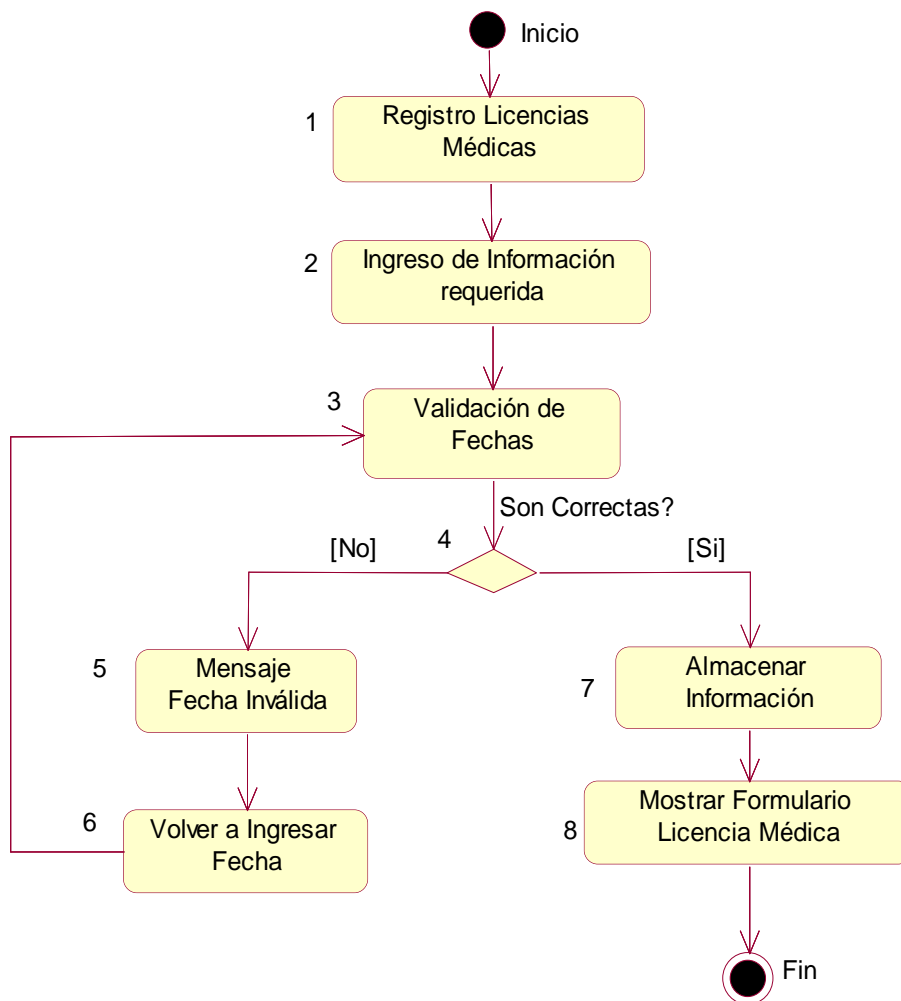 Inicio
1
Registro Licencias
Médicas
2
Ingreso de Información
requerida
3
Validación de
Fechas
Son Correctas?
4
[No]
[Si]
5
Mensaje
Fecha Inválida
6
Volver a Ingresar
Fecha
7
Almacenar
Información
8
Mostrar Formulario
Licencia Médica
Fin